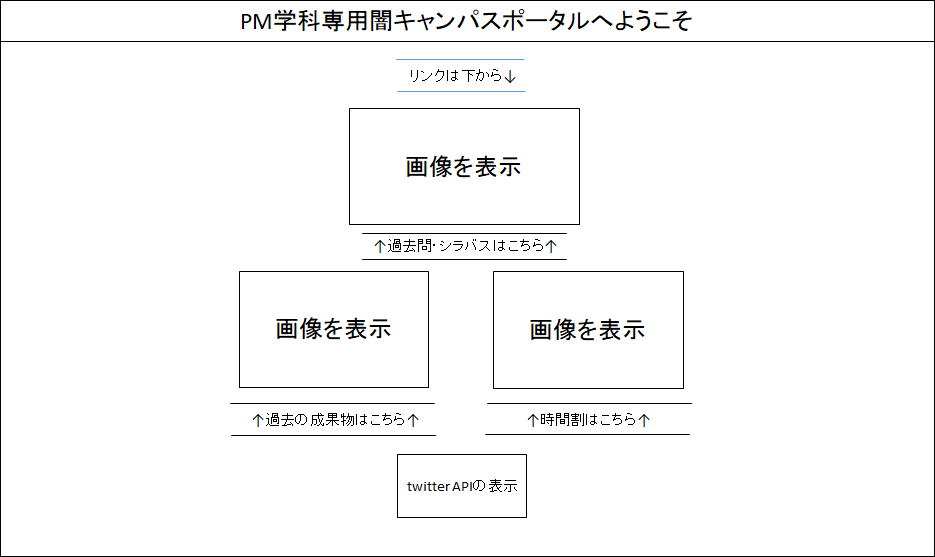 PM学科専用闇キャンパスポータルへようこそ
リンクは下から↓
画像を表示
↑過去問・シラバスはこちら↑
画像を表示
画像を表示
↑過去の成果物はこちら↑
↑時間割はこちら↑
twitter APIの表示